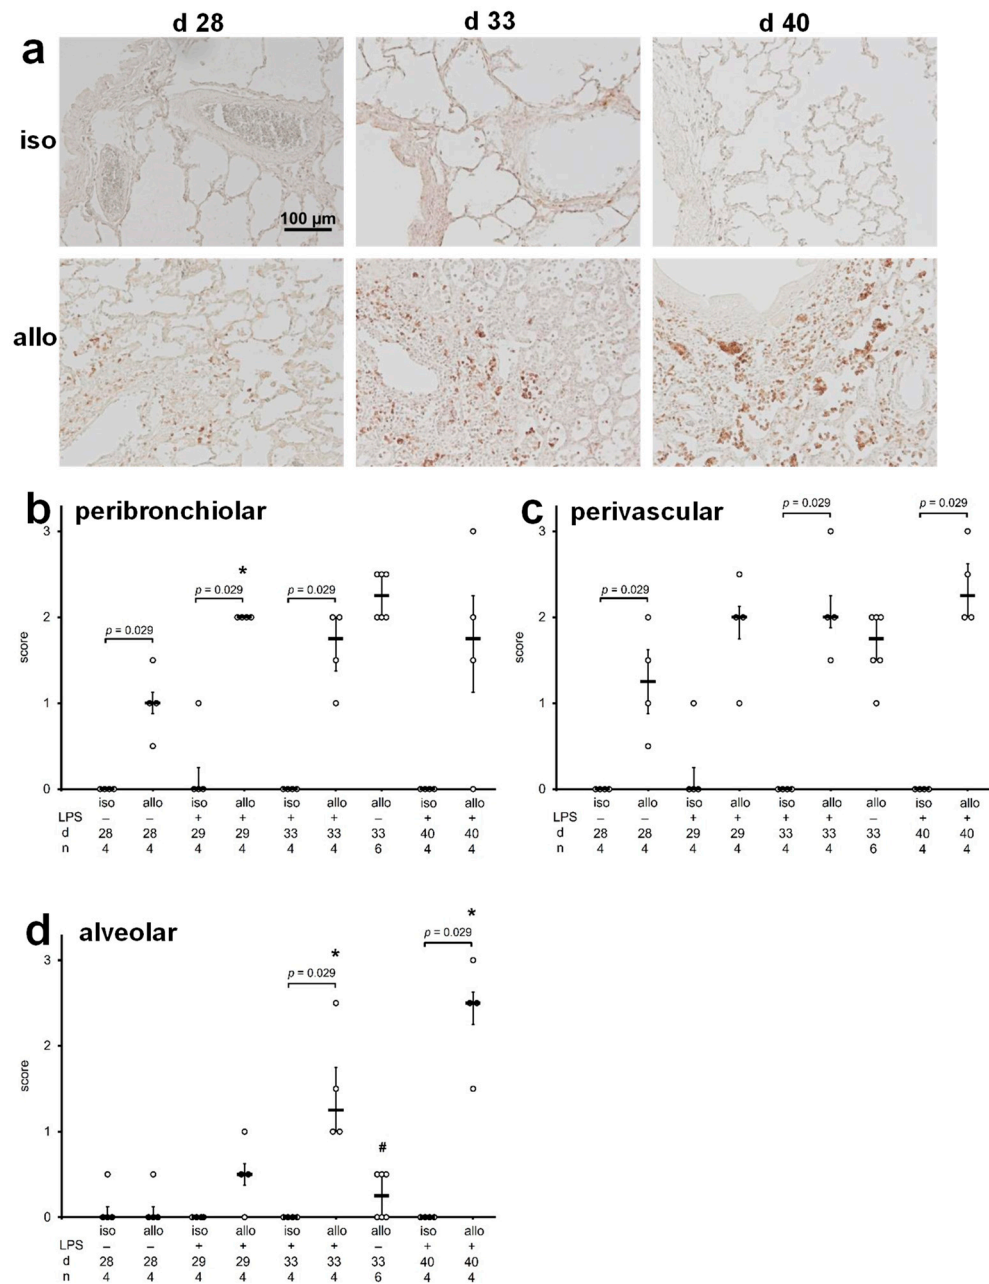 d 28 d 33 d 40
a
iso
100 µm
allo
b peribronchiolar
3
2
1
0
score
p = 0.029
p = 0.029
*
p = 0.029
iso allo iso allo iso allo allo iso allo
LPS – – + + + + – + +
d 28 28 29 29 33 33 33 40 40
n 4 4 4 4 4 4 6 4 4
c perivascular
3
2
1
0
score
p = 0.029
p = 0.029
p = 0.029
iso allo iso allo iso allo allo iso allo
LPS – – + + + + – + +
d 28 28 29 29 33 33 33 40 40
n 4 4 4 4 4 4 6 4 4
d alveolar
3
2
1
0
score
p = 0.029
*
#
p = 0.029
*
iso allo iso allo iso allo allo iso allo
LPS – – + + + + – + +
d 28 28 29 29 33 33 33 40 40
n 4 4 4 4 4 4 6 4 4